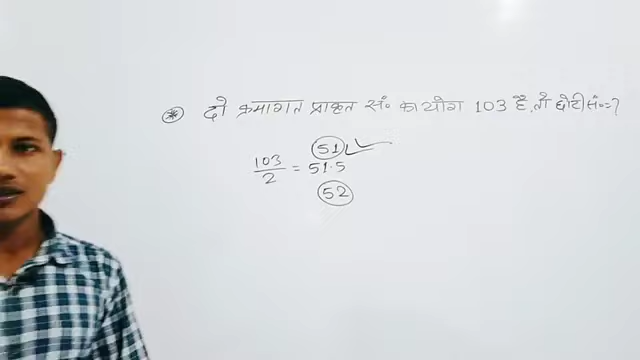 * दो क्रमागत प्राकृत सं० का योग 103 है, तो छोटी सं० = ?
51 ✓
103/2 = 51.5
52